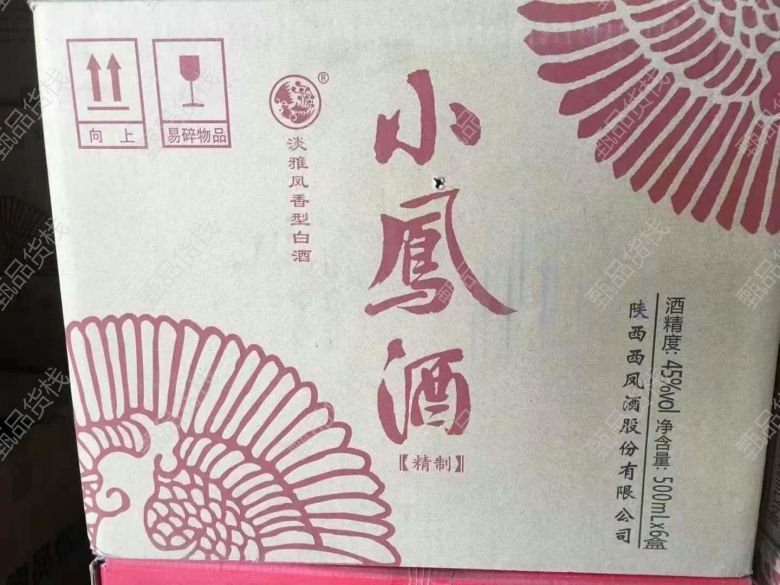 向 上
易碎物品
®
淡雅凤香型白酒
小鳳酒
【精制】
酒精度:45%vol 净含量:500mLx6盒
陕西西凤酒股份有限公司
甄品货栈